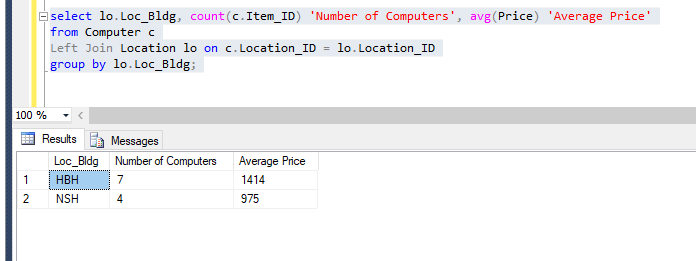 select lo.Loc_Bldg, count(c.Item_ID) 'Number of Computers', avg(Price) 'Average Price'
from Computer c
Left Join Location lo on c.Location_ID = lo.Location_ID
group by lo.Loc_Bldg;
100 %
Results Messages
Loc_Bldg Number of Computers Average Price
1 HBH 7 1414
2 NSH 4 975